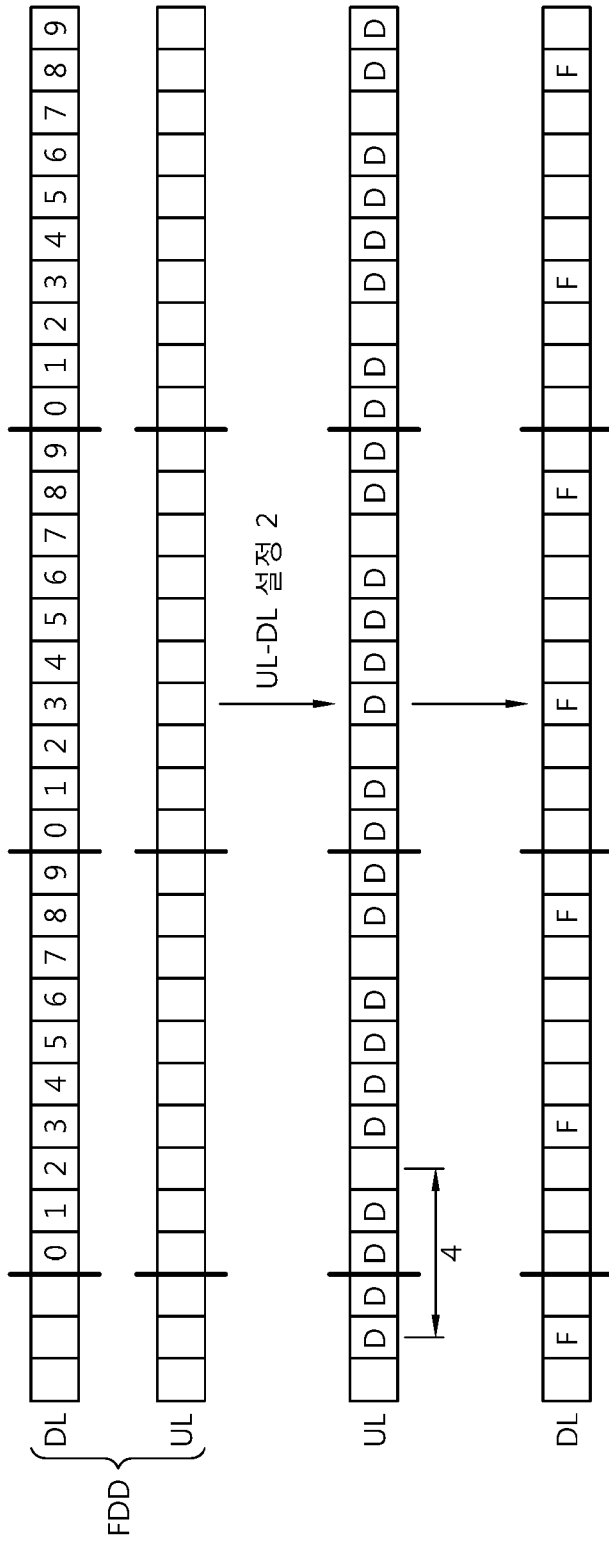 FDD
DL 0 1 2 3 4 5 6 7 8 9 0 1 2 3 4 5 6 7 8 9 0 1 2 3 4 5 6 7 8 9
UL
UL-DL 설정 2
UL D D D D D D D D D D D D D D D D D D D D D D D D D D
4
DL F F F F F F F